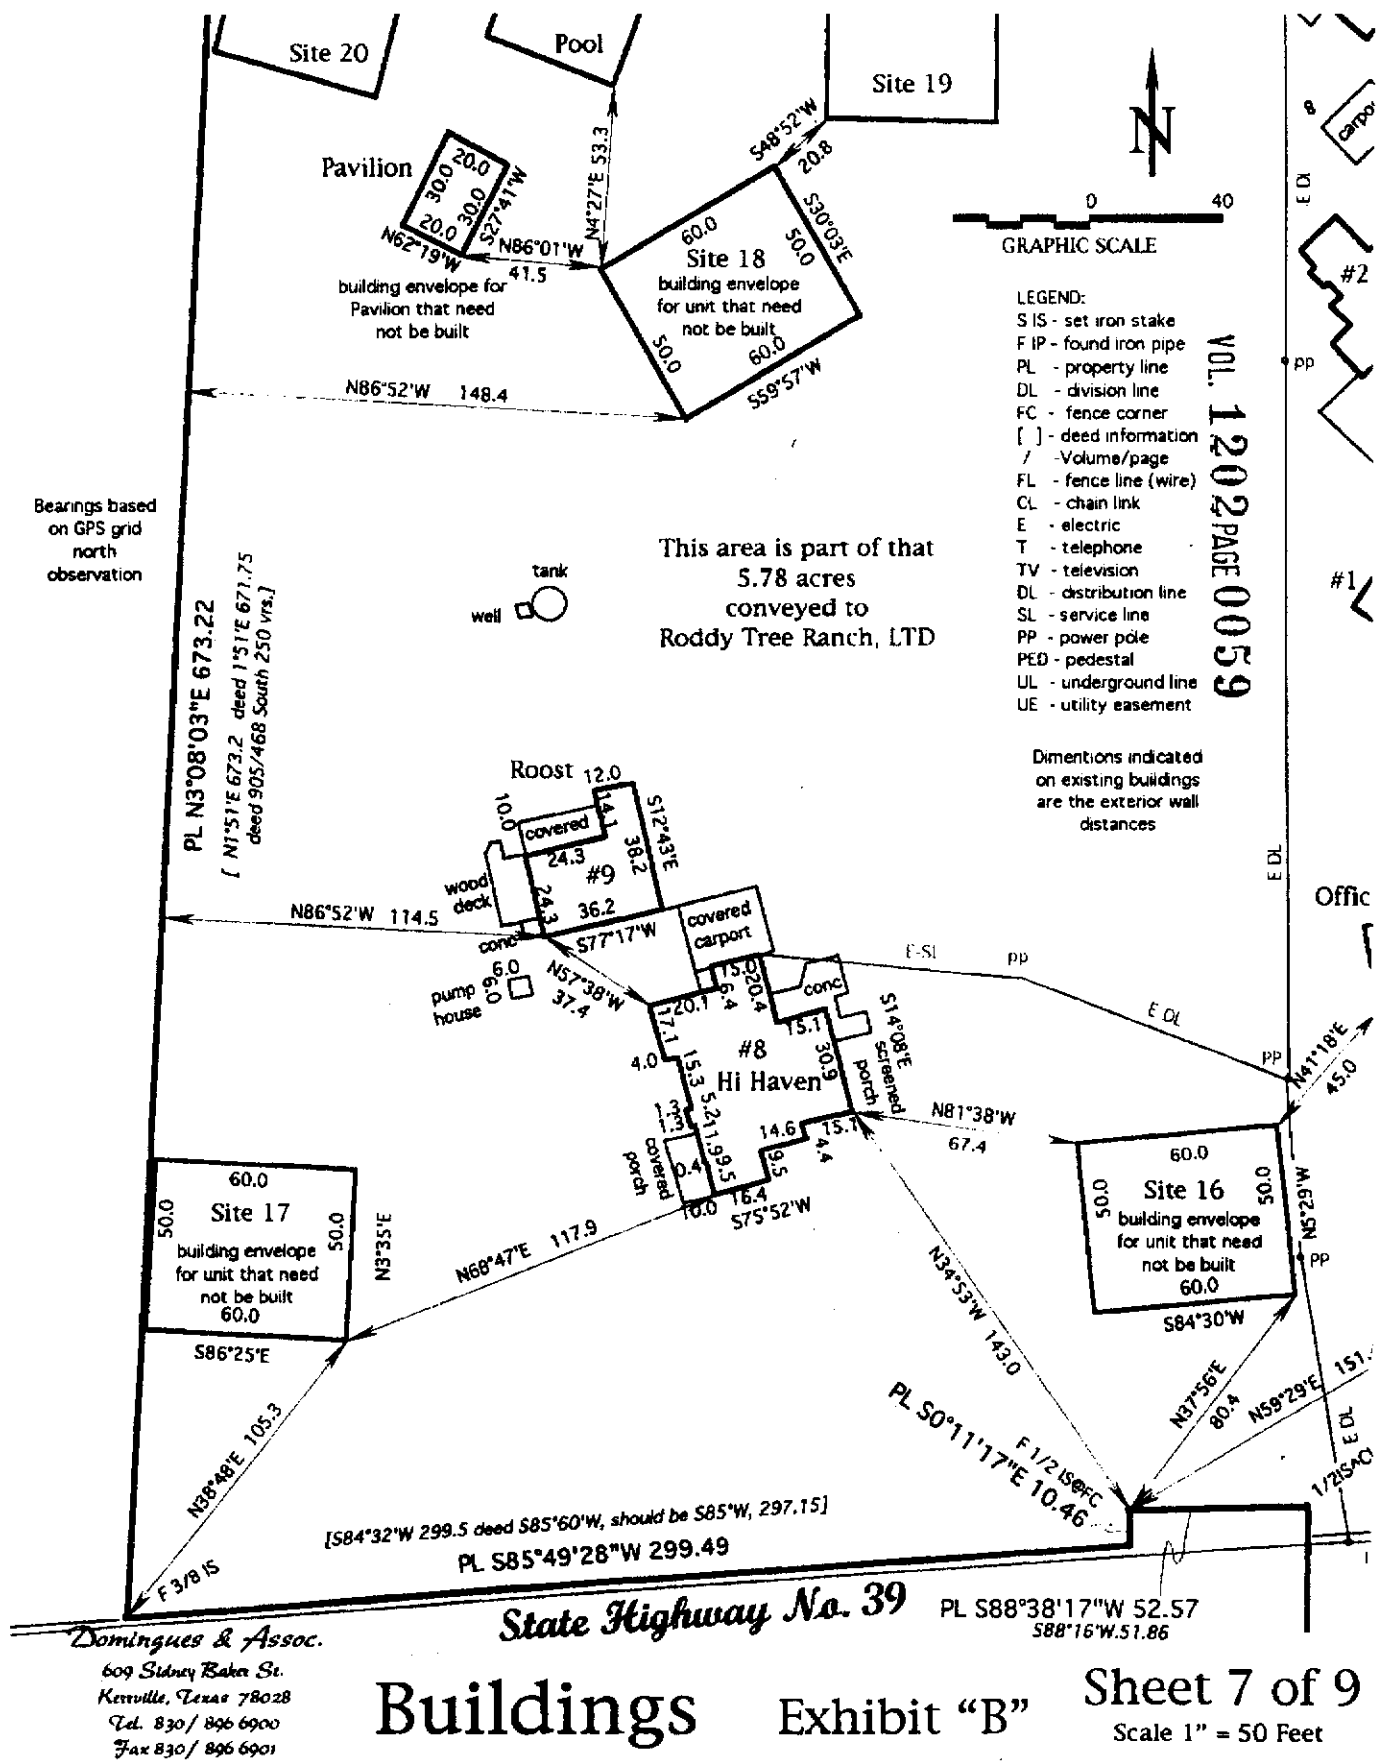 Site 20
Pool
Site 19
N
8
carpo
E DL
S48°52'W
20.8
Pavilion
20.0
30.0
30.0
20.0
S27°41'W
N62°19'W
N4°27'E 53.3
N86°01'W
41.5
building envelope for
Pavilion that need
not be built
60.0
S30°03'E
50.0
Site 18
building envelope
for unit that need
not be built
50.0
60.0
S59°57'W
0 40
GRAPHIC SCALE
#2
LEGEND:
S IS - set iron stake
F IP - found iron pipe
PL - property line
DL - division line
FC - fence corner
[ ] - deed information
/ -Volume/page
FL - fence line (wire)
CL - chain link
E - electric
T - telephone
TV - television
DL - distribution line
SL - service line
PP - power pole
PED - pedestal
UL - underground line
UE - utility easement
VOL. 1202 PAGE 0059
PP
#1
N86°52'W 148.4
Bearings based
on GPS grid
north
observation
PL N3°08'03"E 673.22
[ N1°51'E 673.2 deed 1°51'E 671.75
deed 905/468 South 250 vrs.]
tank
well
This area is part of that
5.78 acres
conveyed to
Roddy Tree Ranch, LTD
Dimentions indicated
on existing buildings
are the exterior wall
distances
E DL
Offic
Roost
12.0
10.0
14.1
covered
S12°43'E
24.3
38.2
#9
wood
deck
24.3
36.2
conc
S77°17'W
N86°52'W 114.5
covered
carport
E-SL
PP
E DL
PP
N57°38'W
37.4
6.0
6.0
pump
house
20.1
6.4
15.0
20.4
conc
17.1
15.1
S14°08'E
screened
porch
4.0
15.3
#8
Hi Haven
30.9
5.2
1.3
1.3
11.9
9.5
14.6
15.1
4.4
9.5
covered
porch
0.4
10.0
16.4
S75°52'W
N81°38'W
67.4
N41°18'E
45.0
60.0
50.0
50.0
Site 17
building envelope
for unit that need
not be built
60.0
N3°35'E
S86°25'E
N68°47'E 117.9
N34°53'W 143.0
60.0
50.0
50.0
Site 16
building envelope
for unit that need
not be built
60.0
N5°29'W
PP
S84°30'W
N37°56'E
80.4
N59°29'E 151.
E DL
1/2ISAC
N38°48'E 105.3
F 3/8 IS
PL S0°11'17"E 10.46
F 1/2 IS@FC
[S84°32'W 299.5 deed S85°60'W, should be S85°W, 297.15]
PL S85°49'28"W 299.49
State Highway No. 39
PL S88°38'17"W 52.57
S88°16'W.51.86
Domingues & Assoc.
609 Sidney Baker St.
Kerrville, Texas 78028
Tel. 830/ 896 6900
Fax 830/ 896 6901
Buildings
Exhibit "B"
Sheet 7 of 9
Scale 1" = 50 Feet